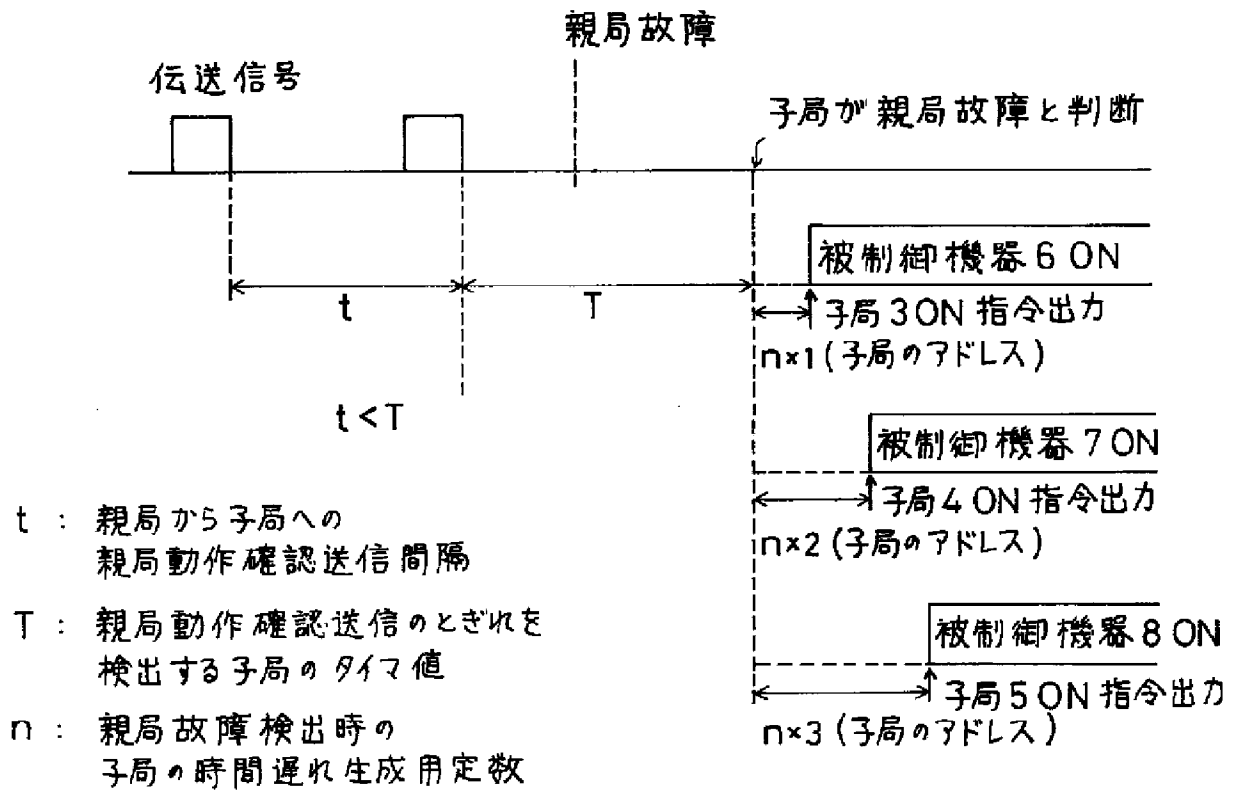 親局故障
伝送信号
子局が親局故障と判断
被制御機器6 ON
t
T
子局3 ON 指令出力
n×1(子局のアドレス)
t<T
被制御機器7 ON
子局4 ON 指令出力
n×2(子局のアドレス)
t : 親局から子局への
親局動作確認送信間隔
T : 親局動作確認送信のとぎれを
検出する子局のタイマ値
被制御機器8 ON
子局5 ON 指令出力
n×3(子局のアドレス)
n : 親局故障検出時の
子局の時間遅れ生成用定数